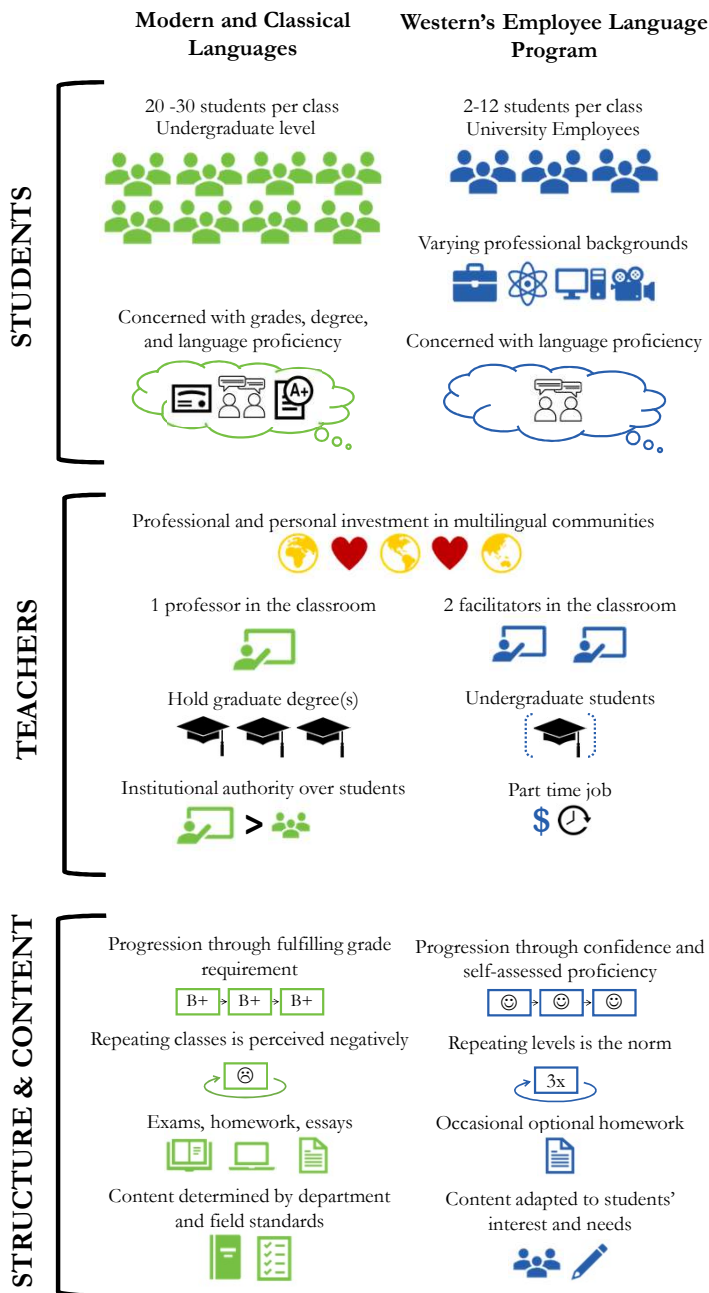 Modern and Classical
Languages
Western's Employee Language
Program
STUDENTS
20 -30 students per class
Undergraduate level
2-12 students per class
University Employees
Varying professional backgrounds
Concerned with grades, degree,
and language proficiency
A+
Concerned with language proficiency
TEACHERS
Professional and personal investment in multilingual communities
1 professor in the classroom
2 facilitators in the classroom
Hold graduate degree(s)
Undergraduate students
Institutional authority over students
>
Part time job
$
STRUCTURE & CONTENT
Progression through fulfilling grade
requirement
B+ B+ B+
Progression through confidence and
self-assessed proficiency
Repeating classes is perceived negatively
Repeating levels is the norm
3x
Exams, homework, essays
Occasional optional homework
Content determined by department
and field standards
Content adapted to students'
interest and needs